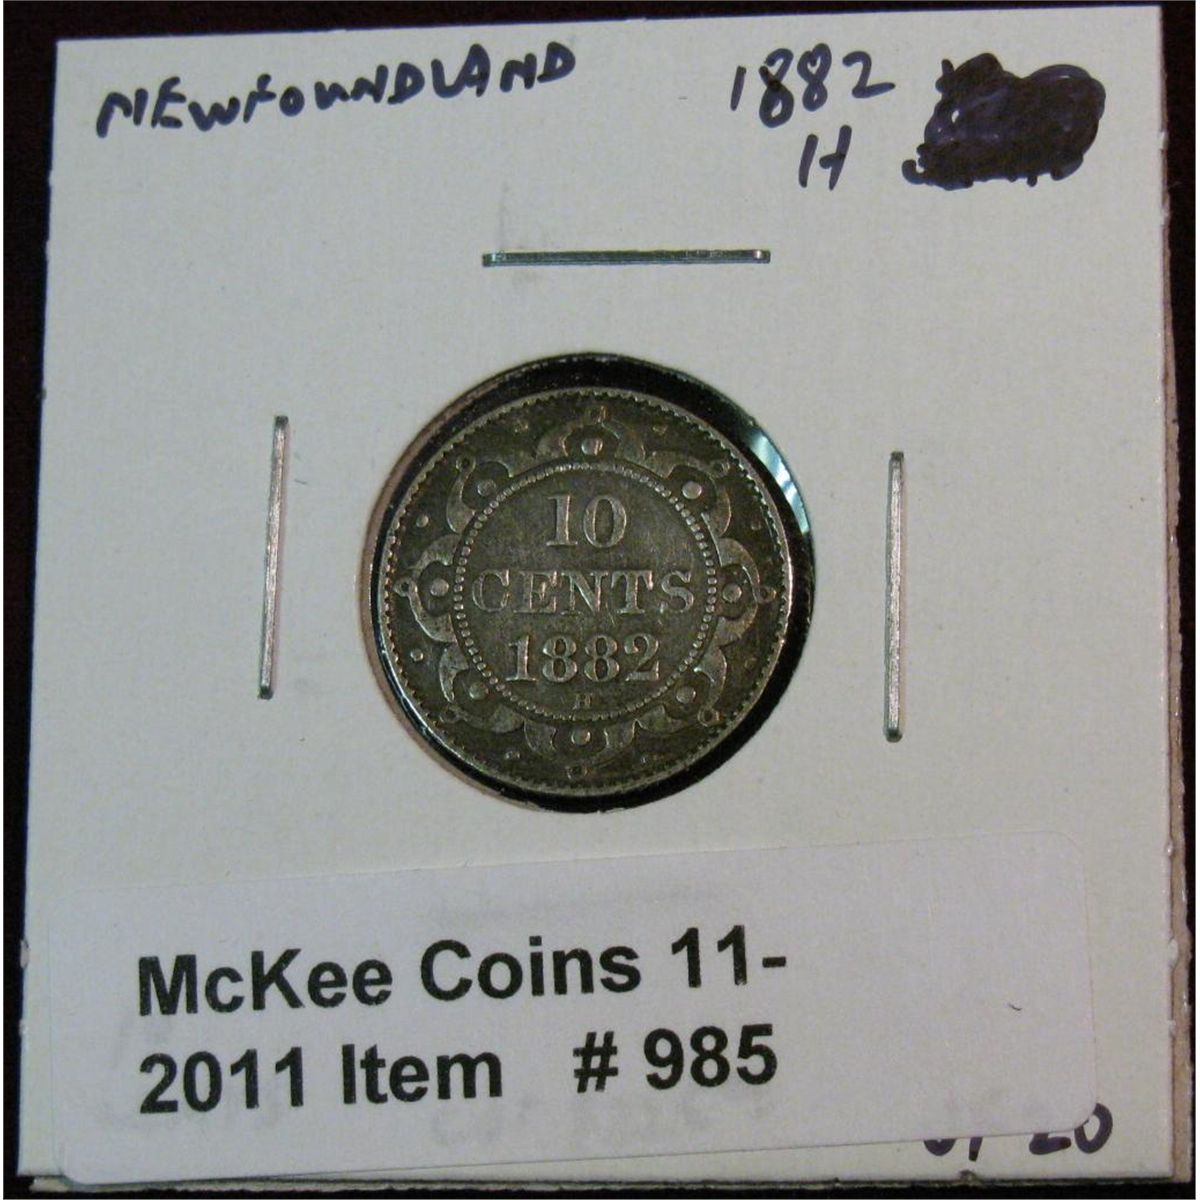 NEWFOUNDLAND 1882
H
10
CENTS
1882
H
McKee Coins 11-
2011 Item # 985